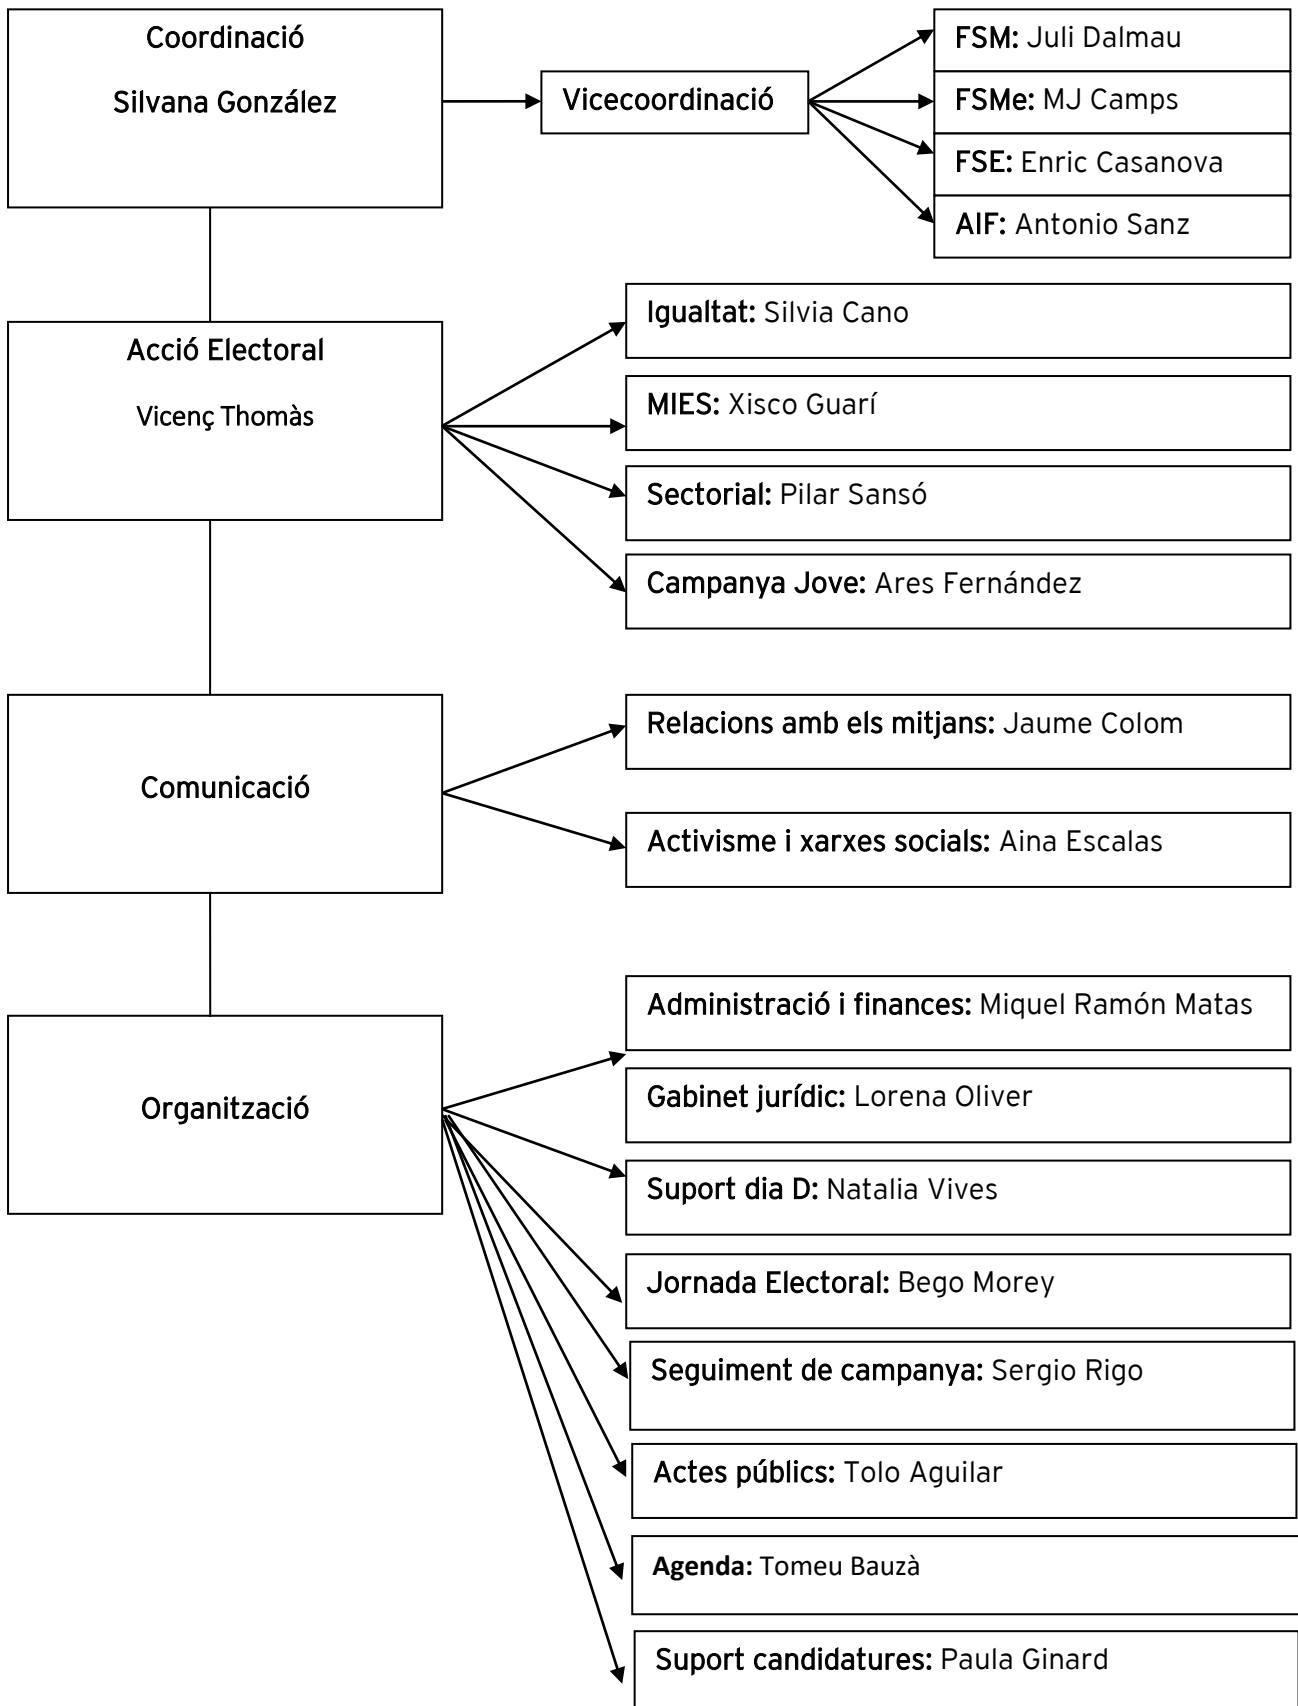 Coordinació
Silvana González
Vicecoordinació
FSM: Juli Dalmau
FSMe: MJ Camps
FSE: Enric Casanova
AIF: Antonio Sanz
Acció Electoral
Vicenç Thomàs
Igualtat: Silvia Cano
MIES: Xisco Guarí
Sectorial: Pilar Sansó
Campanya Jove: Ares Fernández
Comunicació
Relacions amb els mitjans: Jaume Colom
Activisme i xarxes socials: Aina Escalas
Organització
Administració i finances: Miquel Ramón Matas
Gabinet jurídic: Lorena Oliver
Suport dia D: Natalia Vives
Jornada Electoral: Bego Morey
Seguiment de campanya: Sergio Rigo
Actes públics: Tolo Aguilar
Agenda: Tomeu Bauzà
Suport candidatures: Paula Ginard